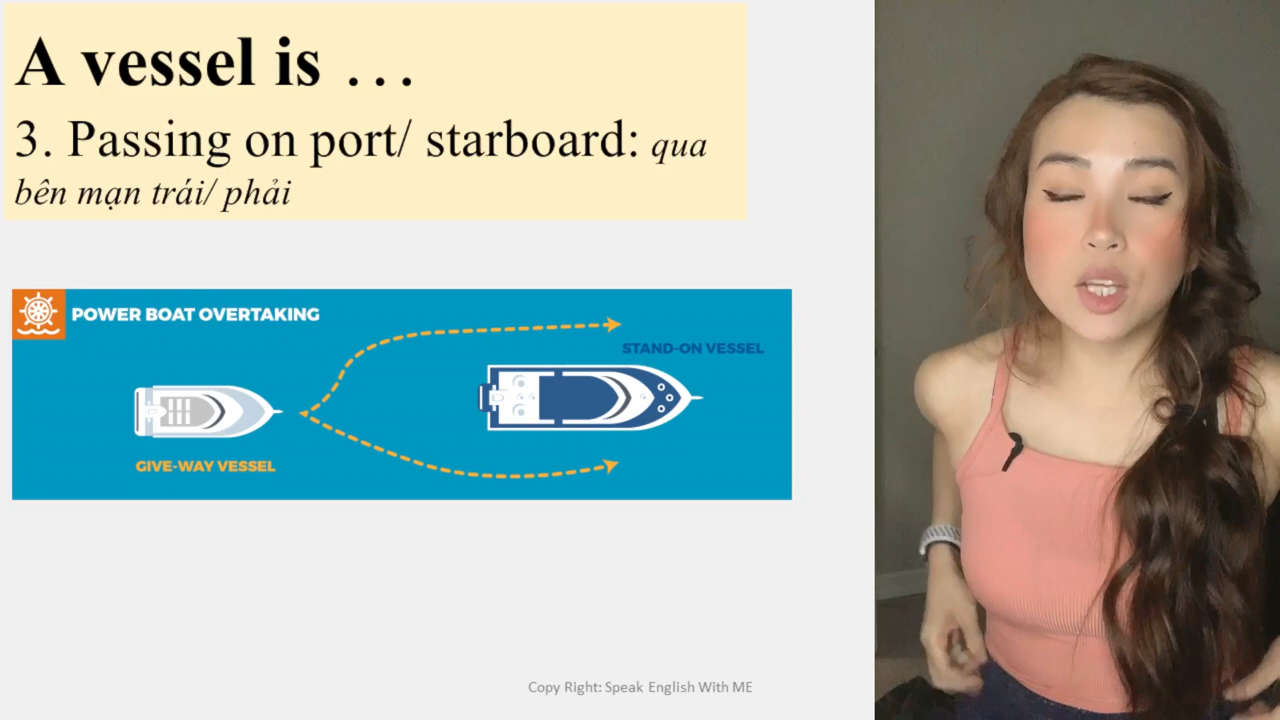 A vessel is …
3. Passing on port/ starboard: qua
bên mạn trái/ phải
POWER BOAT OVERTAKING
STAND-ON VESSEL
GIVE-WAY VESSEL
Copy Right: Speak English With ME